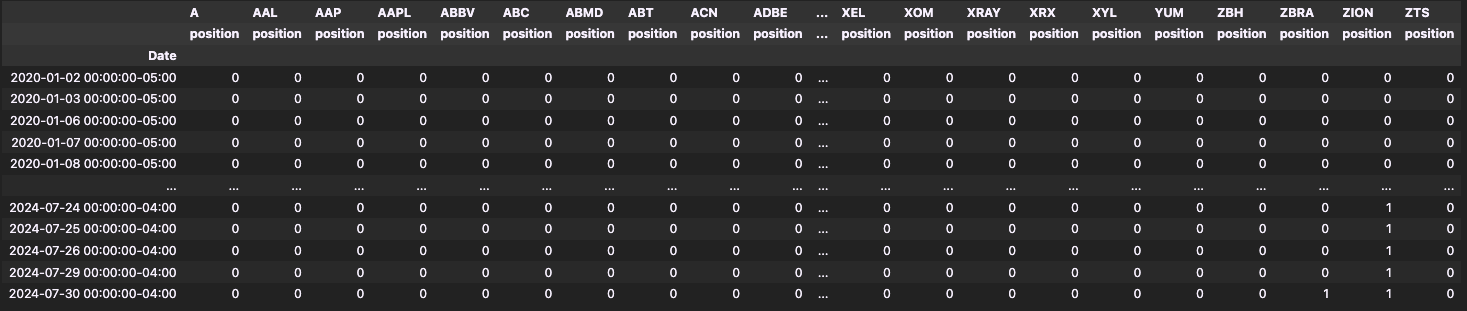 A AAL AAP AAPL ABBV ABC ABMD ABT ACN ADBE ... XEL XOM XRAY XRX XYL YUM ZBH ZBRA ZION ZTS
position position position position position position position position position position ... position position position position position position position position position position
Date
2020-01-02 00:00:00-05:00 0 0 0 0 0 0 0 0 0 0 ... 0 0 0 0 0 0 0 0 0 0
2020-01-03 00:00:00-05:00 0 0 0 0 0 0 0 0 0 0 ... 0 0 0 0 0 0 0 0 0 0
2020-01-06 00:00:00-05:00 0 0 0 0 0 0 0 0 0 0 ... 0 0 0 0 0 0 0 0 0 0
2020-01-07 00:00:00-05:00 0 0 0 0 0 0 0 0 0 0 ... 0 0 0 0 0 0 0 0 0 0
2020-01-08 00:00:00-05:00 0 0 0 0 0 0 0 0 0 0 ... 0 0 0 0 0 0 0 0 0 0
... ... ... ... ... ... ... ... ... ... ... ... ... ... ... ... ... ... ... ... ... ...
2024-07-24 00:00:00-04:00 0 0 0 0 0 0 0 0 0 0 ... 0 0 0 0 0 0 0 0 1 0
2024-07-25 00:00:00-04:00 0 0 0 0 0 0 0 0 0 0 ... 0 0 0 0 0 0 0 0 1 0
2024-07-26 00:00:00-04:00 0 0 0 0 0 0 0 0 0 0 ... 0 0 0 0 0 0 0 0 1 0
2024-07-29 00:00:00-04:00 0 0 0 0 0 0 0 0 0 0 ... 0 0 0 0 0 0 0 0 1 0
2024-07-30 00:00:00-04:00 0 0 0 0 0 0 0 0 0 0 ... 0 0 0 0 0 0 0 1 1 0